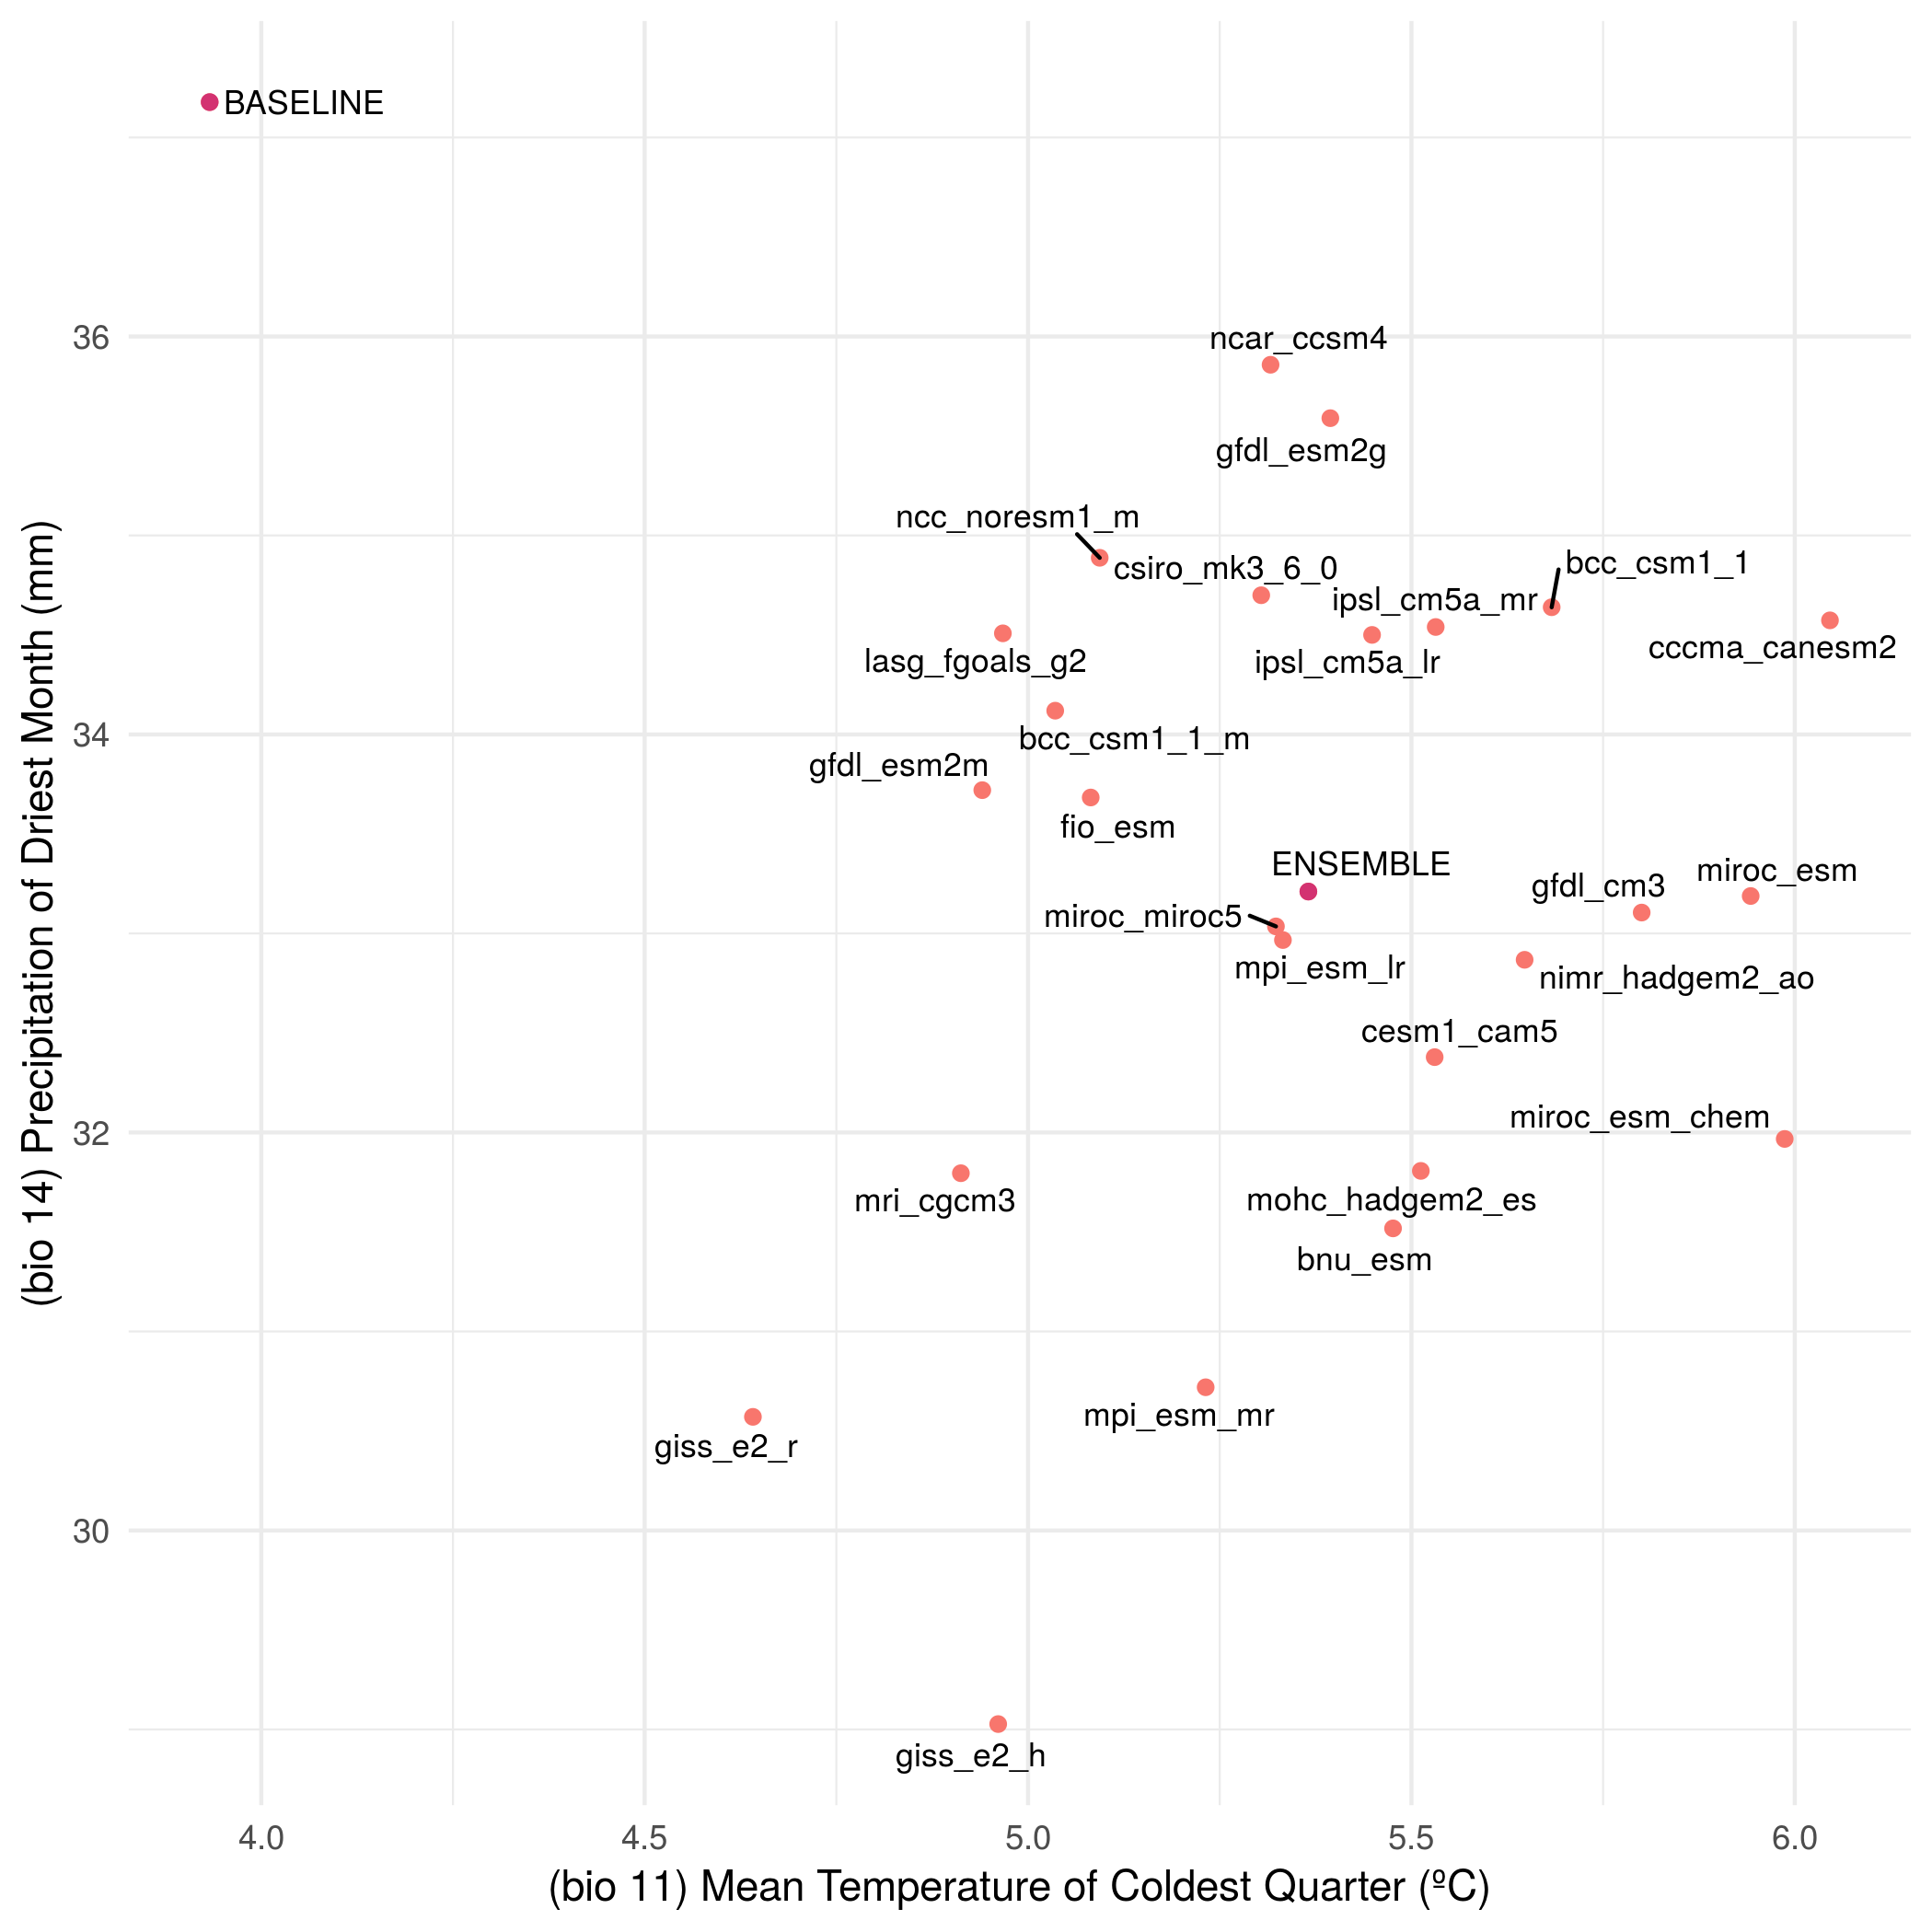 BASELINE
36
ncar_ccsm4
gfdl_esm2g
ncc_noresm1_m
csiro_mk3_6_0
bcc_csm1_1
ipsl_cm5a_mr
cccma_canesm2
lasg_fgoals_g2
ipsl_cm5a_lr
34
bcc_csm1_1_m
gfdl_esm2m
fio_esm
ENSEMBLE
miroc_esm
gfdl_cm3
miroc_miroc5
mpi_esm_lr
nimr_hadgem2_ao
cesm1_cam5
miroc_esm_chem
32
mri_cgcm3
mohc_hadgem2_es
bnu_esm
mpi_esm_mr
giss_e2_r
30
giss_e2_h
4.0 4.5 5.0 5.5 6.0
(bio 11) Mean Temperature of Coldest Quarter (ºC)
(bio 14) Precipitation of Driest Month (mm)